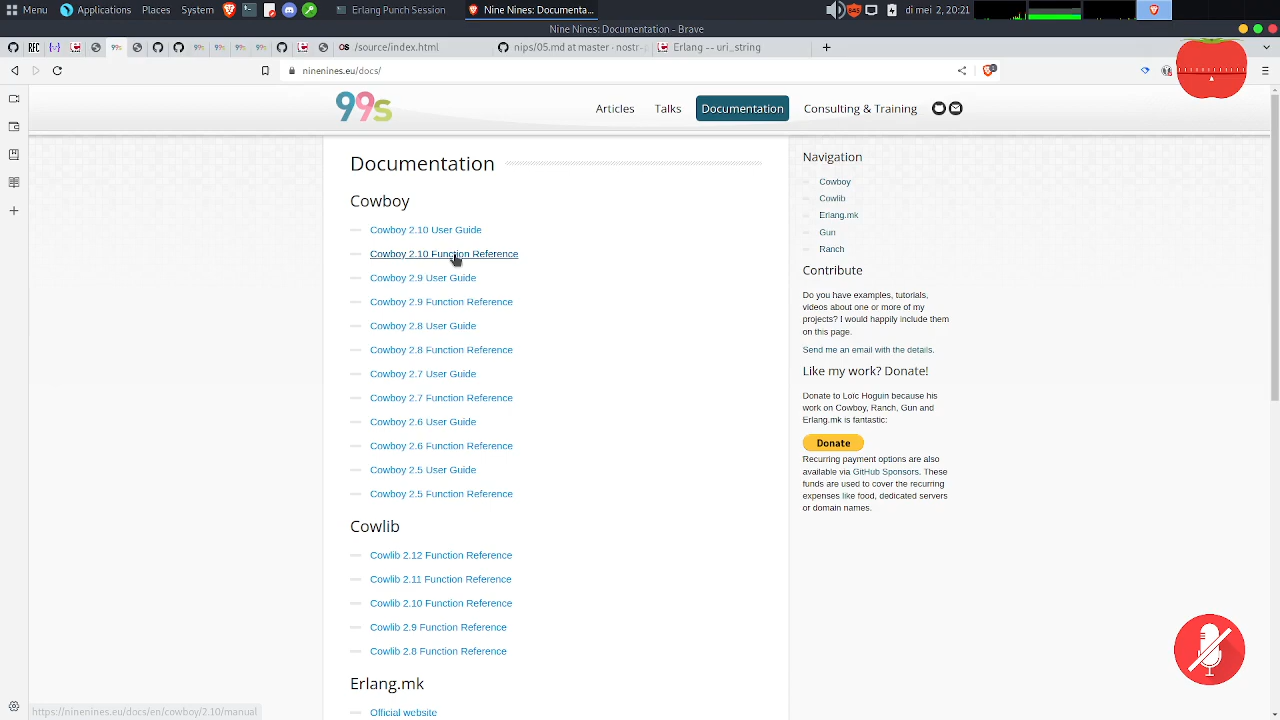 Menu Applications Places System Erlang Punch Session Nine Nines: Documenta... 845 di mei 2, 20:21
Nine Nines: Documentation - Brave
99s 99s 99s 99s 99s OS /source/index.html nips/05.md at master · nostr- Erlang -- uri_string
ninenines.eu/docs/
99s Articles Talks Documentation Consulting & Training
Documentation
Cowboy
Cowboy 2.10 User Guide
Cowboy 2.10 Function Reference
Cowboy 2.9 User Guide
Cowboy 2.9 Function Reference
Cowboy 2.8 User Guide
Cowboy 2.8 Function Reference
Cowboy 2.7 User Guide
Cowboy 2.7 Function Reference
Cowboy 2.6 User Guide
Cowboy 2.6 Function Reference
Cowboy 2.5 User Guide
Cowboy 2.5 Function Reference
Cowlib
Cowlib 2.12 Function Reference
Cowlib 2.11 Function Reference
Cowlib 2.10 Function Reference
Cowlib 2.9 Function Reference
Cowlib 2.8 Function Reference
Erlang.mk
Official website
Navigation
Cowboy
Cowlib
Erlang.mk
Gun
Ranch
Contribute
Do you have examples, tutorials,
videos about one or more of my
projects? I would happily include them
on this page.
Send me an email with the details.
Like my work? Donate!
Donate to Loïc Hoguin because his
work on Cowboy, Ranch, Gun and
Erlang.mk is fantastic:
Donate
Recurring payment options are also
available via GitHub Sponsors. These
funds are used to cover the recurring
expenses like food, dedicated servers
or domain names.
https://ninenines.eu/docs/en/cowboy/2.10/manual